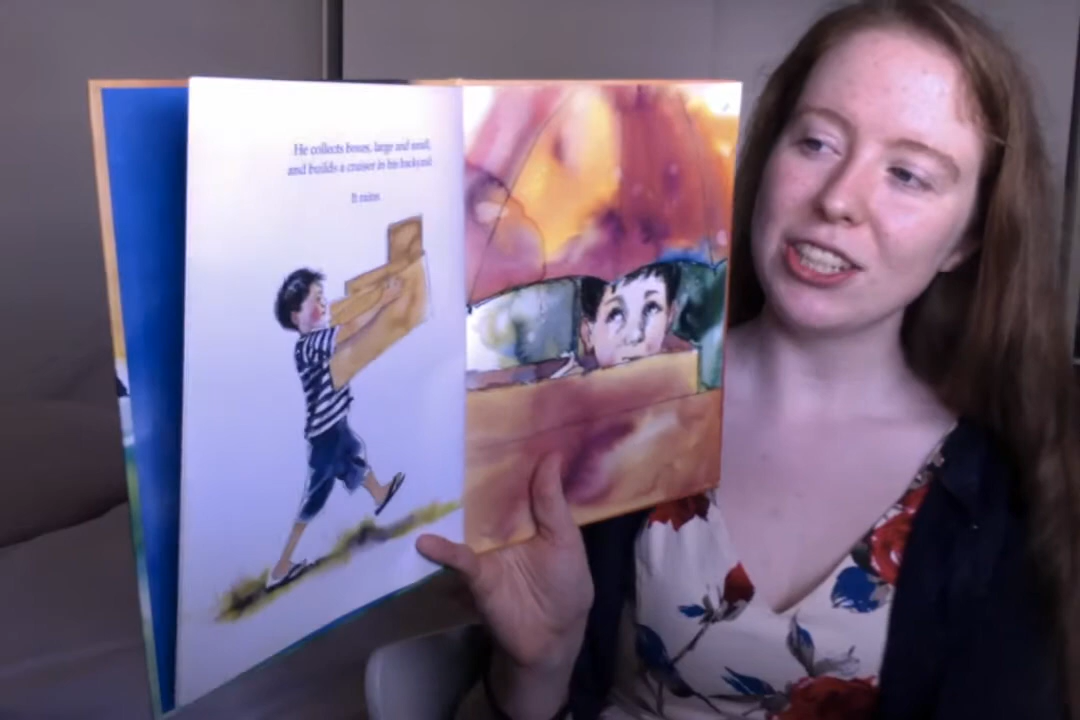 He collects boxes, large and small,
and builds a cruiser in his backyard
It rains